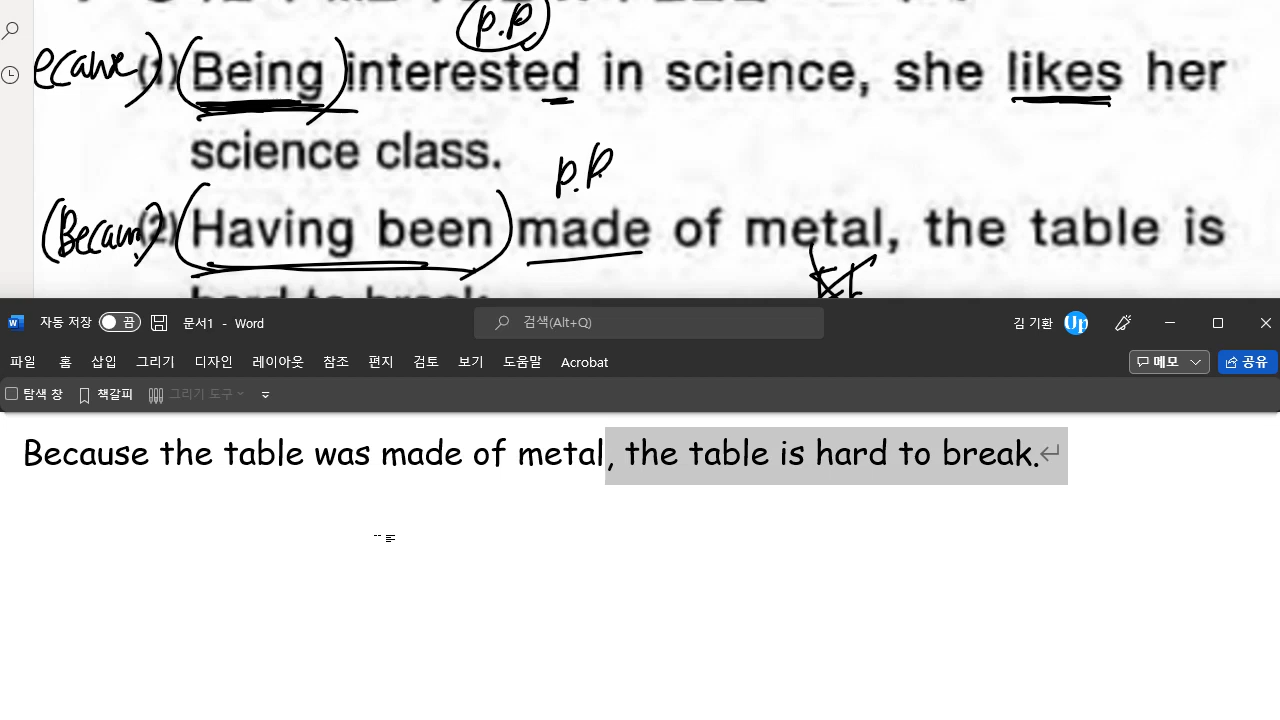 p.p
(1) Being interested in science, she likes her
science class.
p.p
(2) Having been made of metal, the table is
hard to break
자동 저장 끔 문서1 - Word 검색(Alt+Q) 김 기환 Up
파일 홈 삽입 그리기 디자인 레이아웃 참조 편지 검토 보기 도움말 Acrobat 메모 공유
탐색 창 책갈피 그리기 도구
Because the table was made of metal, the table is hard to break.